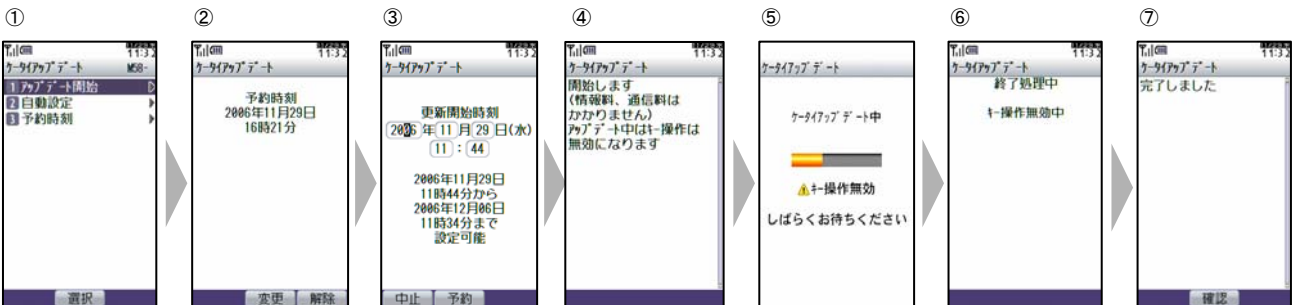 ① ② ③ ④ ⑤ ⑥ ⑦
11:32
ｹｰﾀｲｱｯﾌﾟﾃﾞｰﾄ M58-
1 ｱｯﾌﾟﾃﾞｰﾄ開始
2 自動設定
3 予約時刻
選択
11:32
ｹｰﾀｲｱｯﾌﾟﾃﾞｰﾄ
予約時刻
2006年11月29日
16時21分
変更 解除
11:32
ｹｰﾀｲｱｯﾌﾟﾃﾞｰﾄ
更新開始時刻
2006年11月29日(水)
11:44
2006年11月29日
11時44分から
2006年12月06日
11時34分まで
設定可能
中止 予約
11:32
ｹｰﾀｲｱｯﾌﾟﾃﾞｰﾄ
開始します
(情報料、通信料は
かかりません)
ｱｯﾌﾟﾃﾞｰﾄ中はｷｰ操作は
無効になります
ｹｰﾀｲｱｯﾌﾟﾃﾞｰﾄ
ｹｰﾀｲｱｯﾌﾟﾃﾞｰﾄ中
ｷｰ操作無効
しばらくお待ちください
11:32
ｹｰﾀｲｱｯﾌﾟﾃﾞｰﾄ
終了処理中
ｷｰ操作無効中
11:32
ｹｰﾀｲｱｯﾌﾟﾃﾞｰﾄ
完了しました
確認